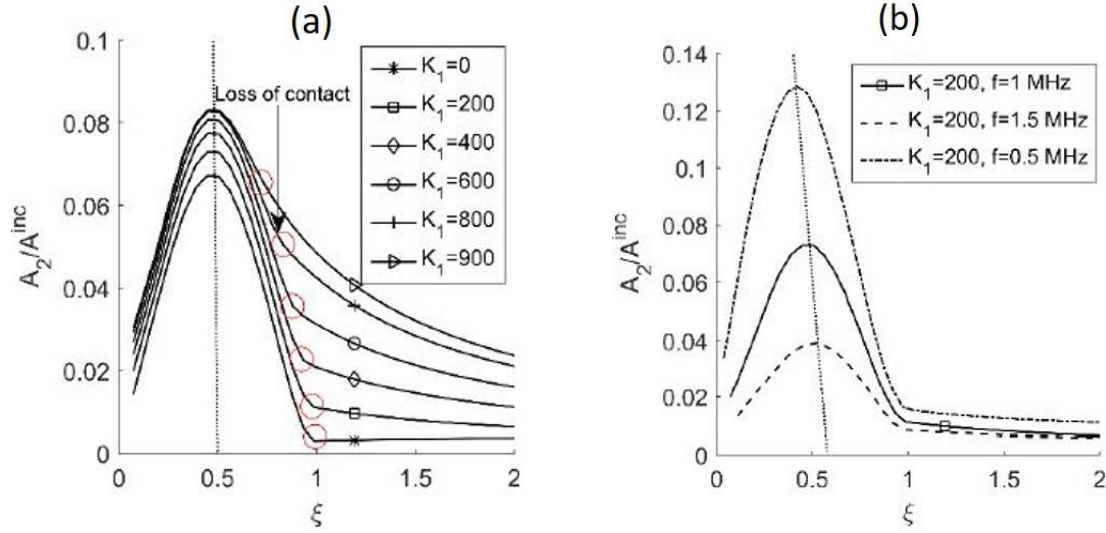 (a)
0.1
0.08
0.06
0.04
0.02
0
A₂/A^inc
Loss of contact
K₁=0
K₁=200
K₁=400
K₁=600
K₁=800
K₁=900
0 0.5 1 1.5 2
ξ
(b)
0.14
0.12
0.1
0.08
0.06
0.04
0.02
0
A₂/A^inc
K₁=200, f=1 MHz
K₁=200, f=1.5 MHz
K₁=200, f=0.5 MHz
0 0.5 1 1.5 2
ξ